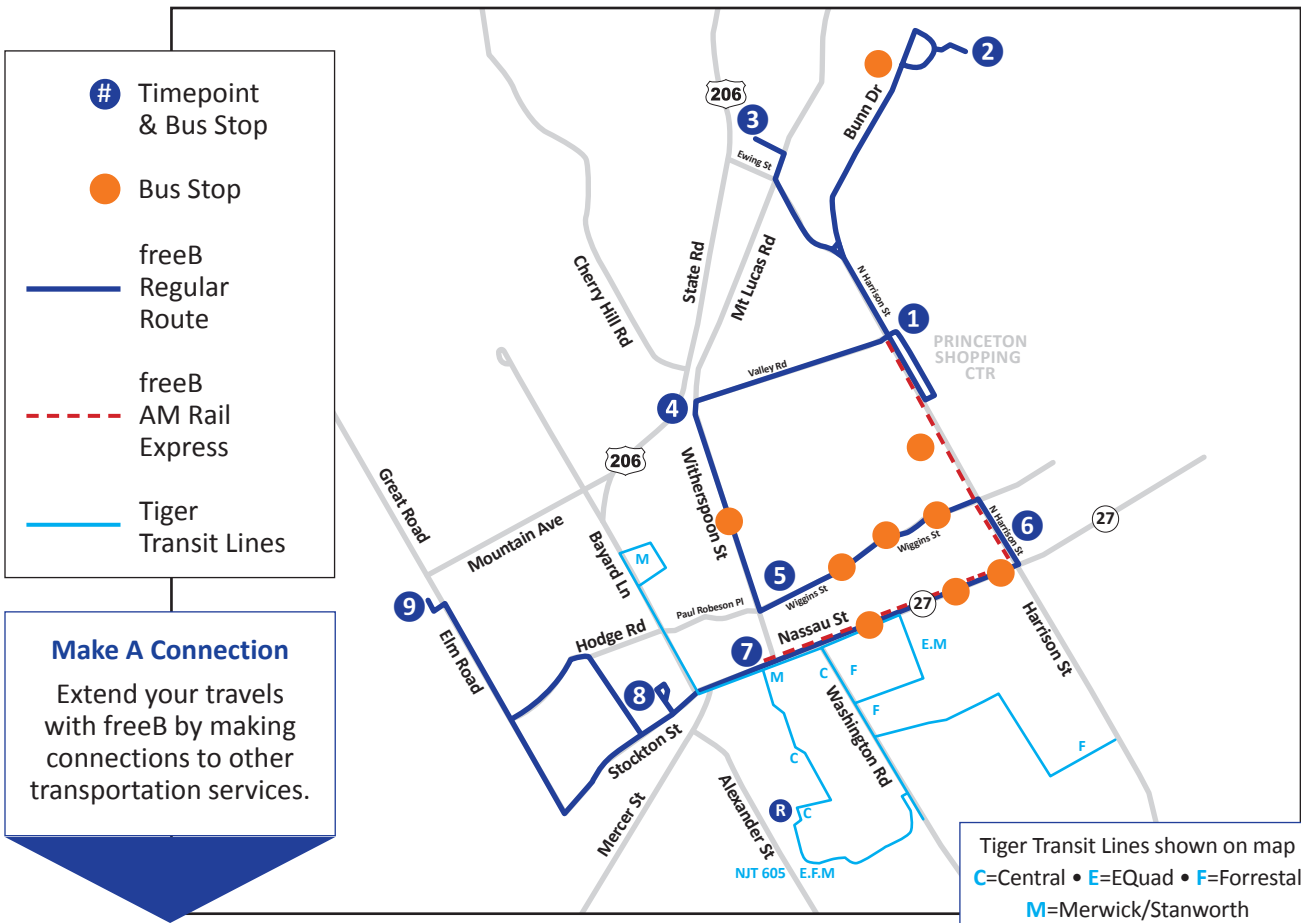 #
Timepoint
& Bus Stop
Bus Stop
freeB
Regular
Route
freeB
AM Rail
Express
Tiger
Transit Lines
Make A Connection
Extend your travels
with freeB by making
connections to other
transportation services.
2
206
3
Bunn Dr
Ewing St
State Rd
Mt Lucas Rd
Cherry Hill Rd
N Harrison St
1
PRINCETON
SHOPPING
CTR
Valley Rd
4
206
Great Road
Mountain Ave
Bayard Ln
Witherspoon St
N Harrison St
6
27
Wiggins St
M
5
Wiggins St
9
Paul Robeson Pl
Hodge Rd
Nassau St
27
Harrison St
Elm Road
7
E.M
M
C
F
8
Stockton St
Washington Rd
F
F
C
Mercer St
Alexander St
R
C
NJT 605
E.F.M
Tiger Transit Lines shown on map
C=Central • E=EQuad • F=Forrestal
M=Merwick/Stanworth